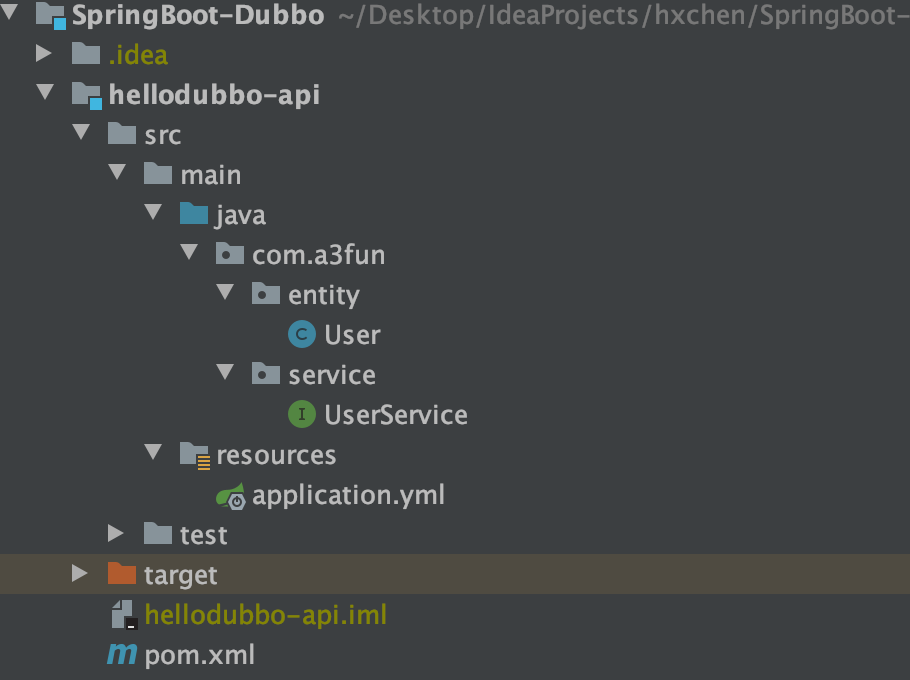 SpringBoot-Dubbo ~/Desktop/IdeaProjects/hxchen/SpringBoot-
.idea
hellodubbo-api
src
main
java
com.a3fun
entity
C User
service
I UserService
resources
application.yml
test
target
hellodubbo-api.iml
m pom.xml